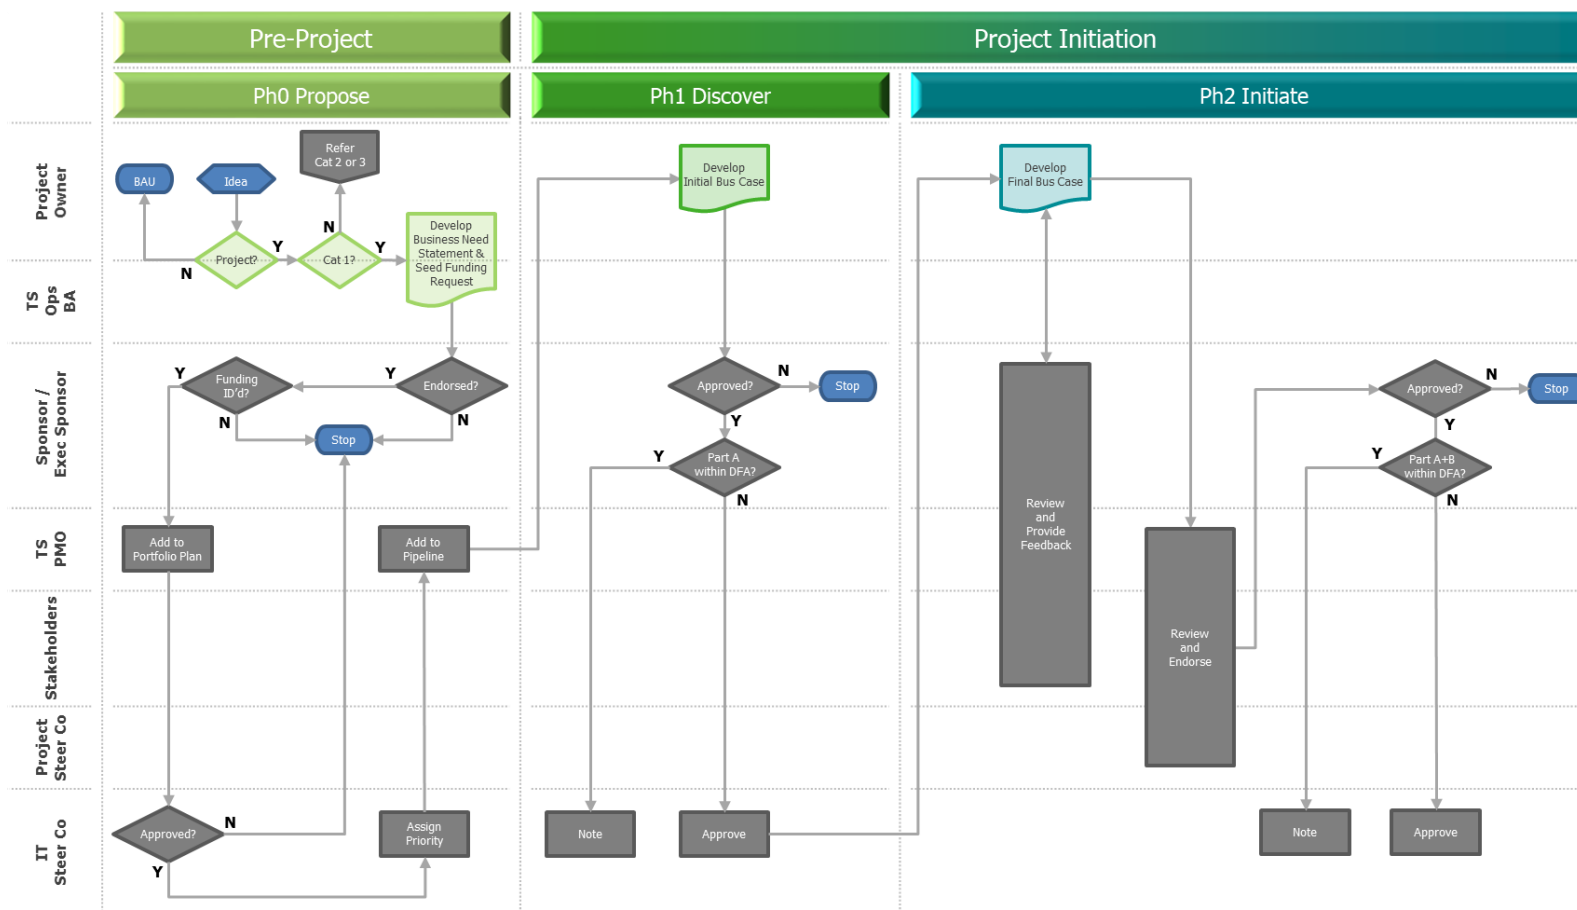 Pre-Project
Project Initiation
Ph0 Propose
Ph1 Discover
Ph2 Initiate
Project
Owner
BAU
Idea
Refer
Cat 2 or 3
N
Project?
Y
N
Cat 1?
Y
Develop
Business Need
Statement &
Seed Funding
Request
Develop
Initial Bus Case
Develop
Final Bus Case
TS
Ops
BA
Sponsor /
Exec Sponsor
Y
Funding
ID'd?
N
Y
Endorsed?
N
Stop
Approved?
N
Stop
Y
Y
Part A
within DFA?
N
Approved?
N
Stop
Y
Y
Part A+B
within DFA?
N
TS
PMO
Add to
Portfolio Plan
Add to
Pipeline
Review
and
Provide
Feedback
Stakeholders
Review
and
Endorse
Project
Steer Co
IT
Steer Co
Approved?
N
Y
Assign
Priority
Note
Approve
Note
Approve